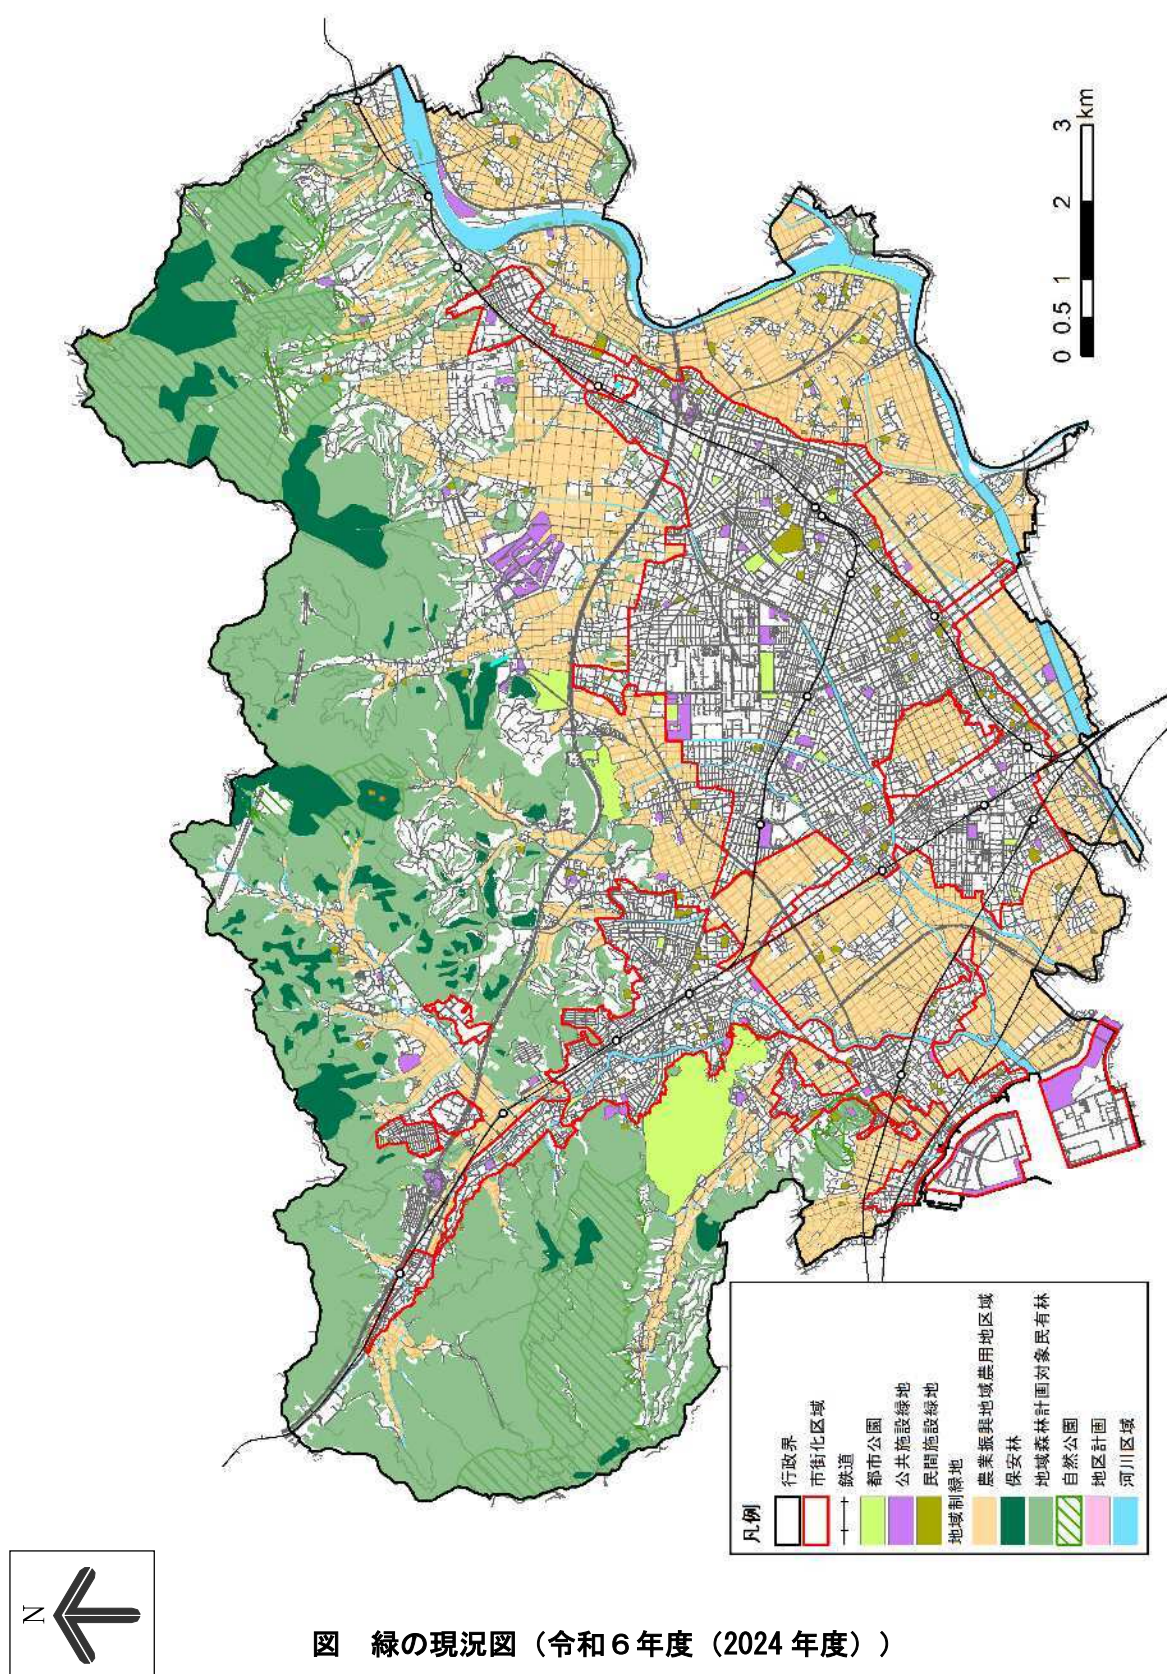 0 0.5 1 2 3
km
凡例
行政界
市街化区域
鉄道
都市公園
公共施設緑地
民間施設緑地
地域制緑地
農業振興地域農用地区域
保安林
地域森林計画対象民有林
自然公園
地区計画
河川区域
N
図 緑の現況図（令和６年度（2024 年度））